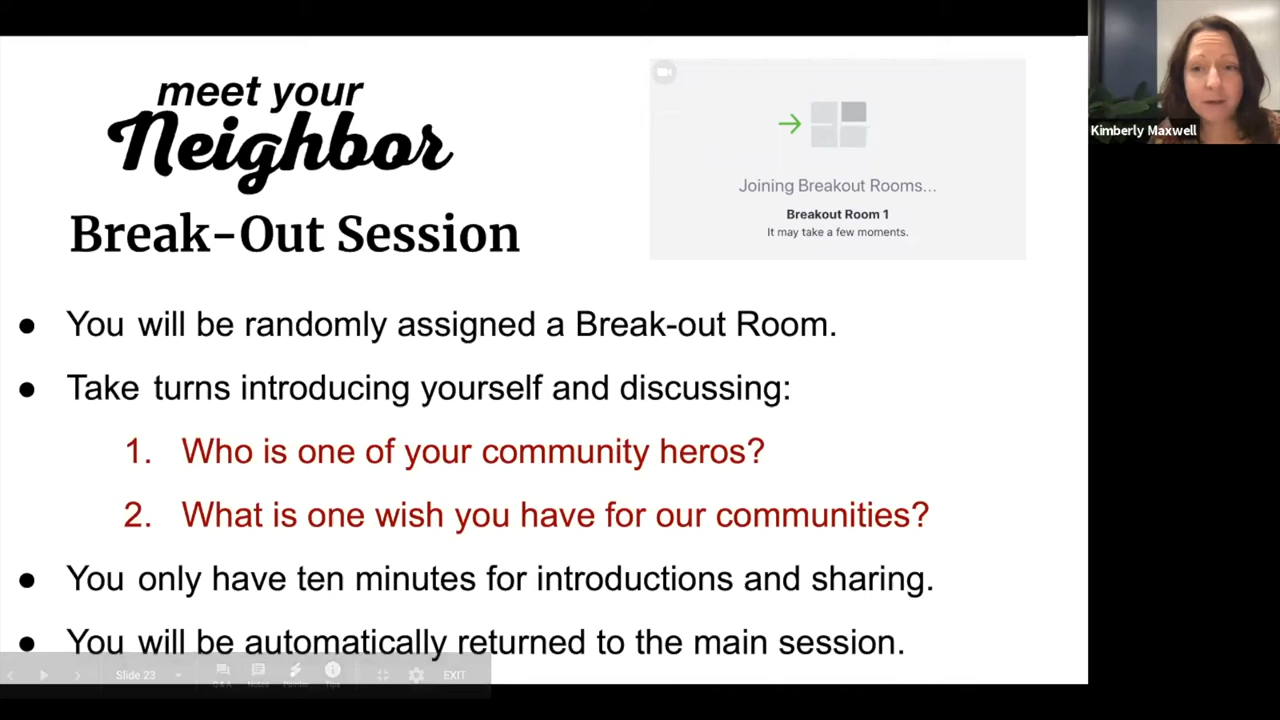 meet your
Neighbor
Break-Out Session
Joining Breakout Rooms...
Breakout Room 1
It may take a few moments.
Kimberly Maxwell
● You will be randomly assigned a Break-out Room.
● Take turns introducing yourself and discussing:
1. Who is one of your community heros?
2. What is one wish you have for our communities?
● You only have ten minutes for introductions and sharing.
● You will be automatically returned to the main session.
Slide 23
Q & A
Notes
Pointer
Tips
EXIT